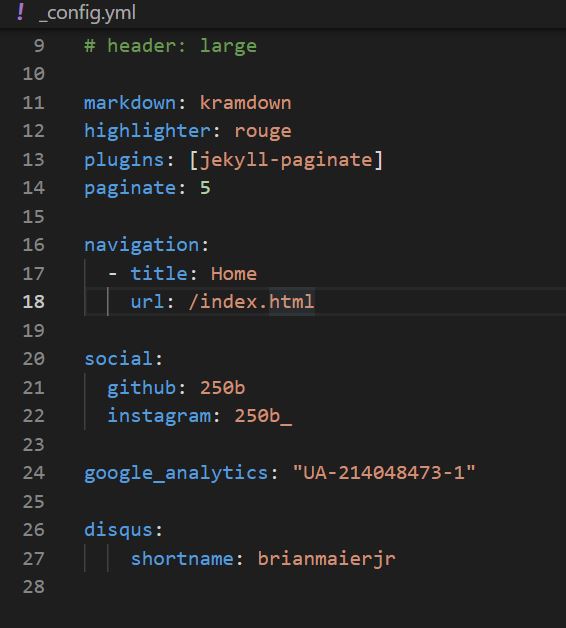 ! _config.yml
9 # header: large
10
11 markdown: kramdown
12 highlighter: rouge
13 plugins: [jekyll-paginate]
14 paginate: 5
15
16 navigation:
17   - title: Home
18     url: /index.html
19
20 social:
21   github: 250b
22   instagram: 250b_
23
24 google_analytics: "UA-214048473-1"
25
26 disqus:
27     shortname: brianmaierjr
28